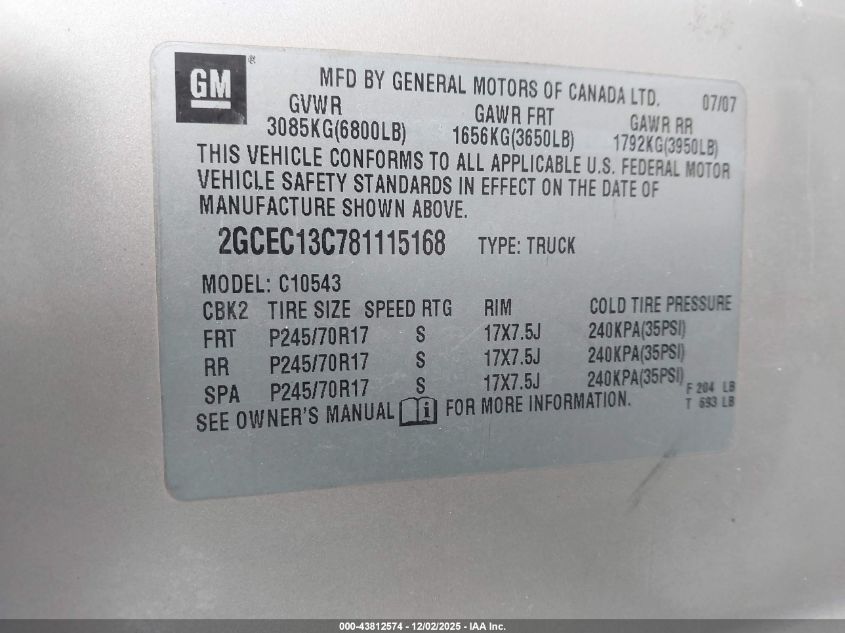 GM ®
MFD BY GENERAL MOTORS OF CANADA LTD. 07/07
GVWR GAWR FRT GAWR RR
3085KG(6800LB) 1656KG(3650LB) 1792KG(3950LB)
THIS VEHICLE CONFORMS TO ALL APPLICABLE U.S. FEDERAL MOTOR
VEHICLE SAFETY STANDARDS IN EFFECT ON THE DATE OF
MANUFACTURE SHOWN ABOVE.
2GCEC13C781115168 TYPE: TRUCK
MODEL: C10543
CBK2 TIRE SIZE SPEED RTG RIM COLD TIRE PRESSURE
FRT P245/70R17 S 17X7.5J 240KPA(35PSI)
RR P245/70R17 S 17X7.5J 240KPA(35PSI)
SPA P245/70R17 S 17X7.5J 240KPA(35PSI)
F 204 LB
SEE OWNER'S MANUAL i FOR MORE INFORMATION. T 693 LB
000-43812574 - 12/02/2025 - IAA Inc.